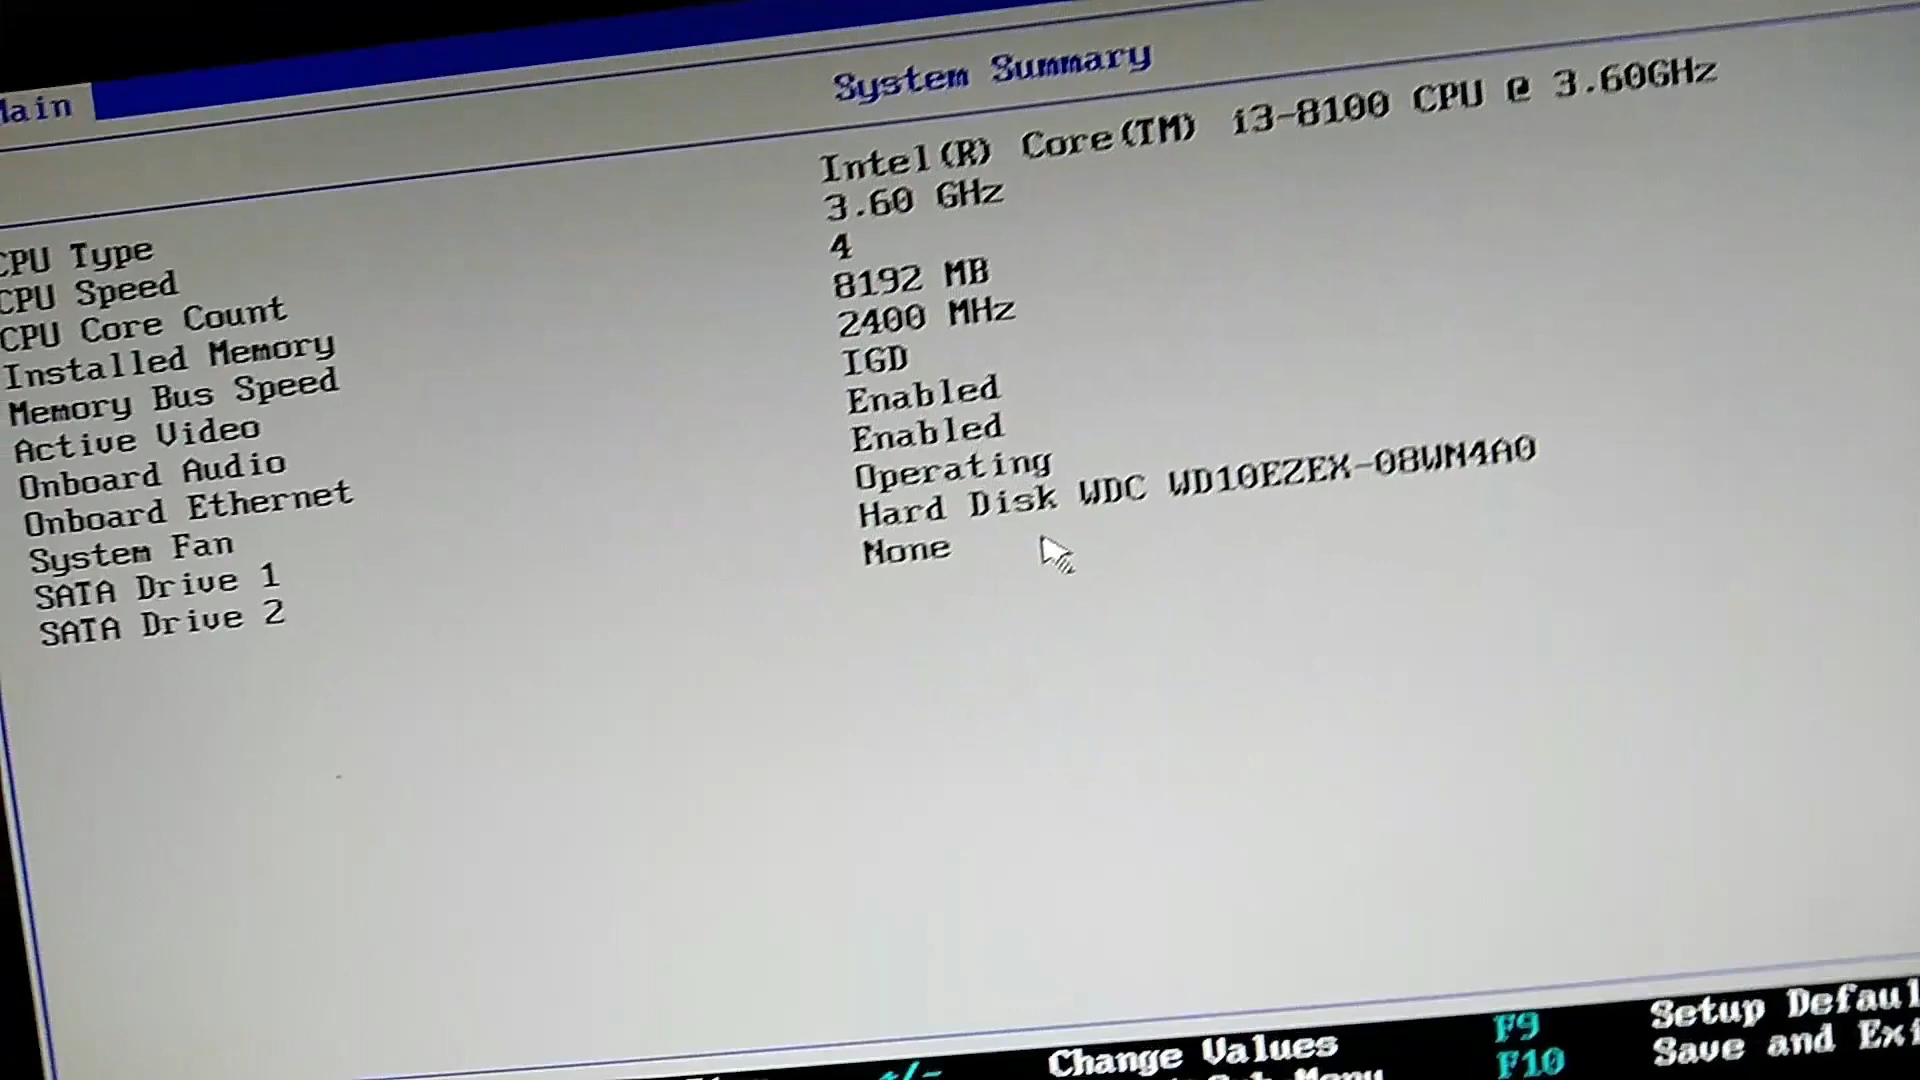 Main
System Summary
CPU Type Intel(R) Core(TM) i3-8100 CPU @ 3.60GHz
CPU Speed 3.60 GHz
CPU Core Count 4
Installed Memory 8192 MB
Memory Bus Speed 2400 MHz
Active Video IGD
Onboard Audio Enabled
Onboard Ethernet Enabled
System Fan Operating
SATA Drive 1 Hard Disk WDC WD10EZEX-08WN4A0
SATA Drive 2 None
+/- Change Values F9 Setup Defaul
Menu F10 Save and Exi